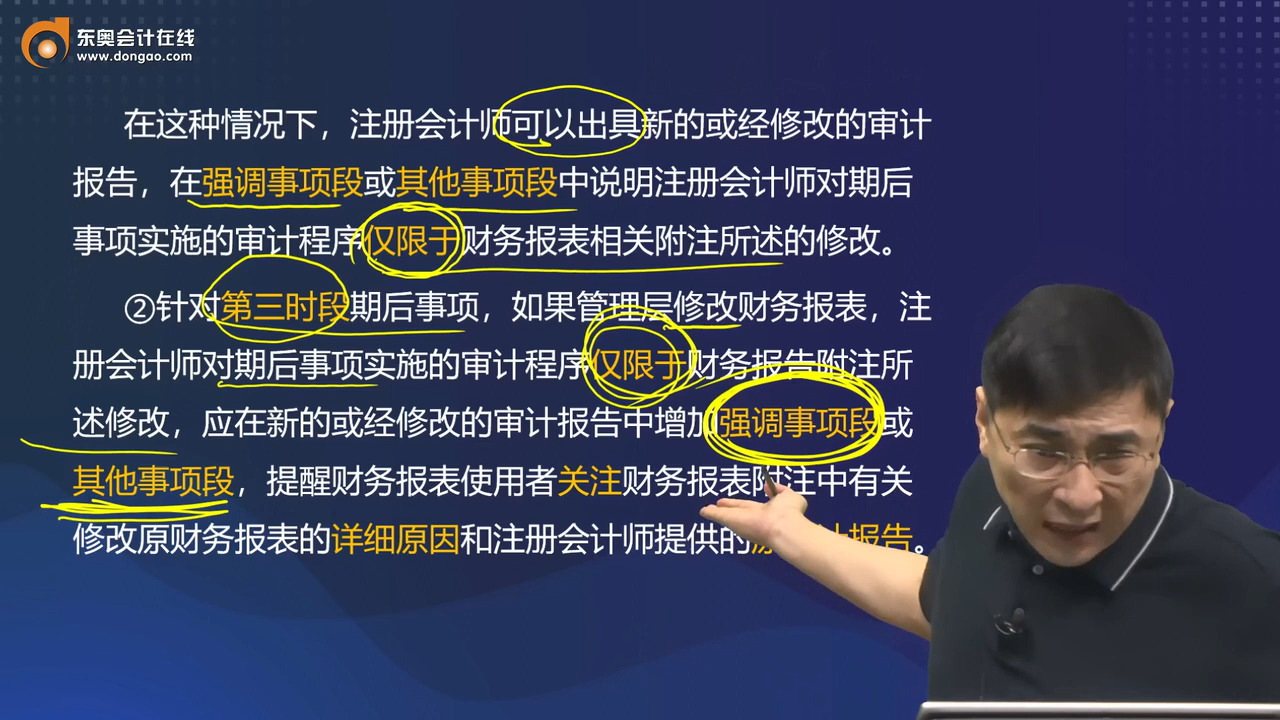 东奥会计在线
www.dongao.com
在这种情况下，注册会计师可以出具新的或经修改的审计
报告，在强调事项段或其他事项段中说明注册会计师对期后
事项实施的审计程序仅限于财务报表相关附注所述的修改。
②针对第三时段期后事项，如果管理层修改财务报表，注
册会计师对期后事项实施的审计程序仅限于财务报告附注所
述修改，应在新的或经修改的审计报告中增加强调事项段或
其他事项段，提醒财务报表使用者关注财务报表附注中有关
修改原财务报表的详细原因和注册会计师提供的计报告。